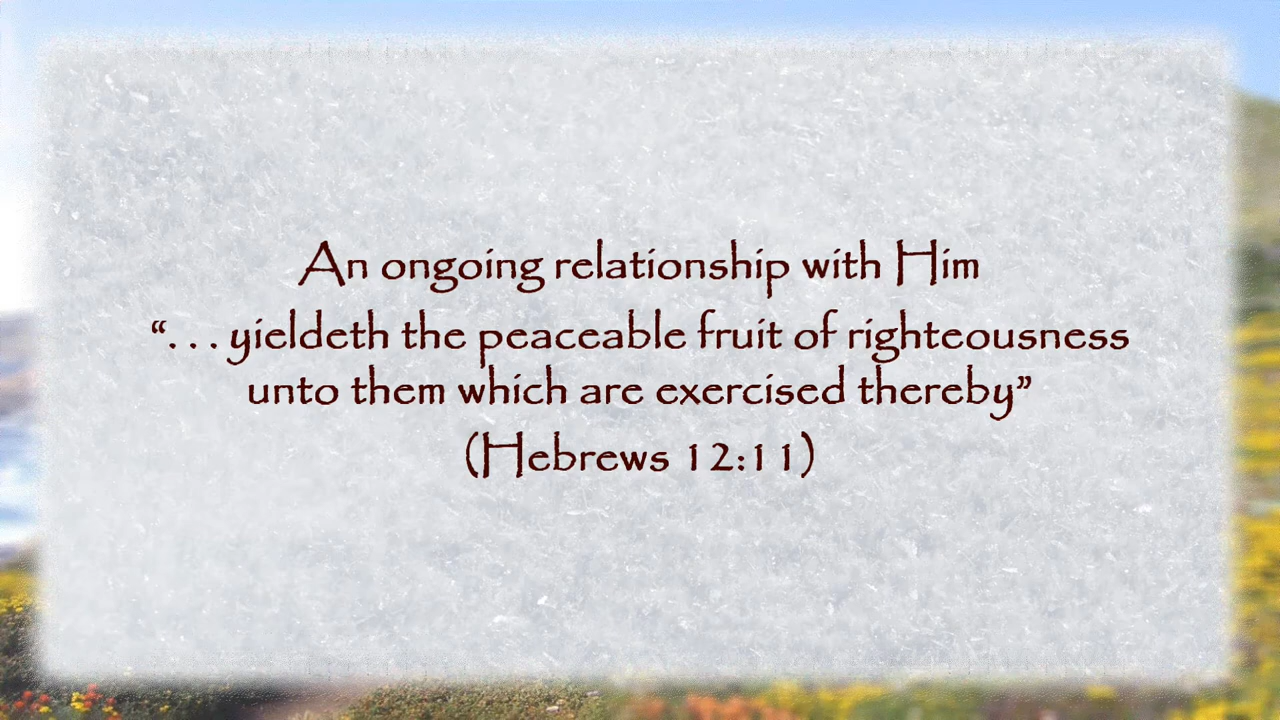 An ongoing relationship with Him
“. . . yieldeth the peaceable fruit of righteousness
unto them which are exercised thereby”
(Hebrews 12:11)